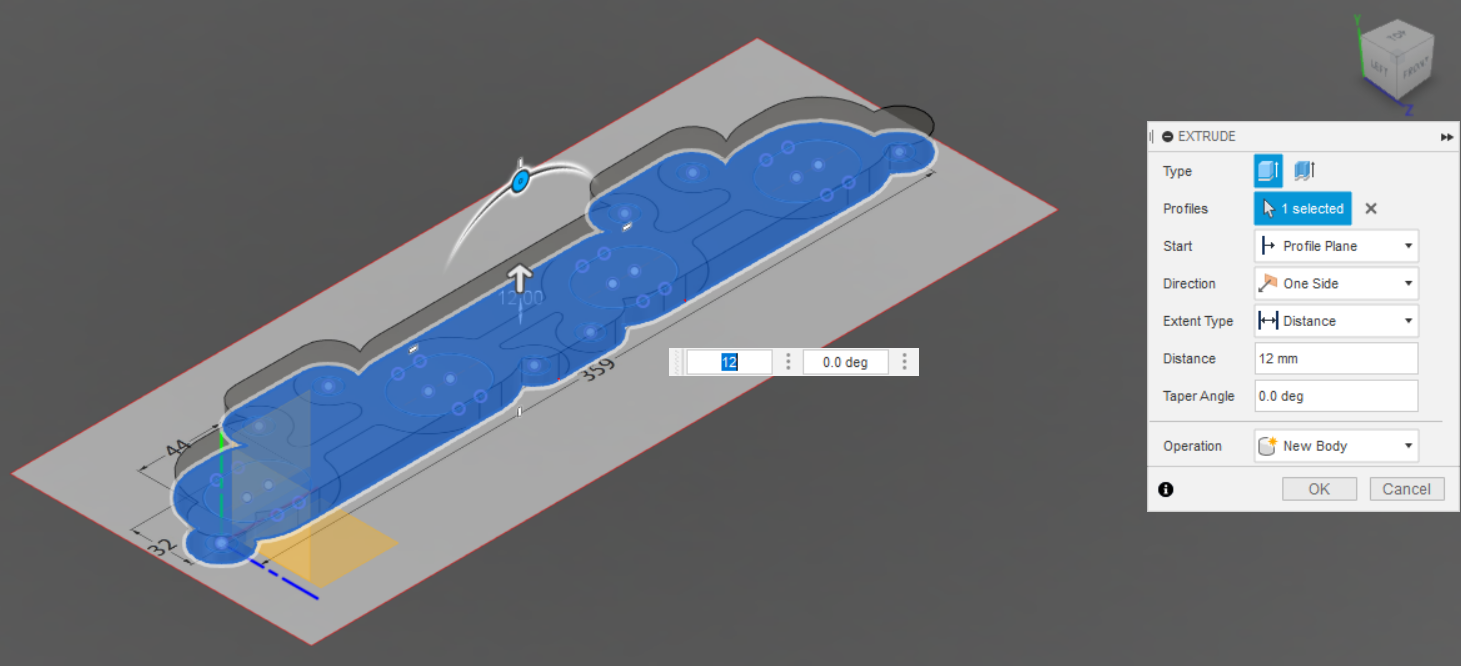 Y
TOP
LEFT
FRONT
Z
EXTRUDE
Type
Profiles
1 selected
Start
Profile Plane
Direction
One Side
Extent Type
Distance
Distance
12 mm
Taper Angle
0.0 deg
Operation
New Body
OK
Cancel
12.00
12
0.0 deg
359
44
32